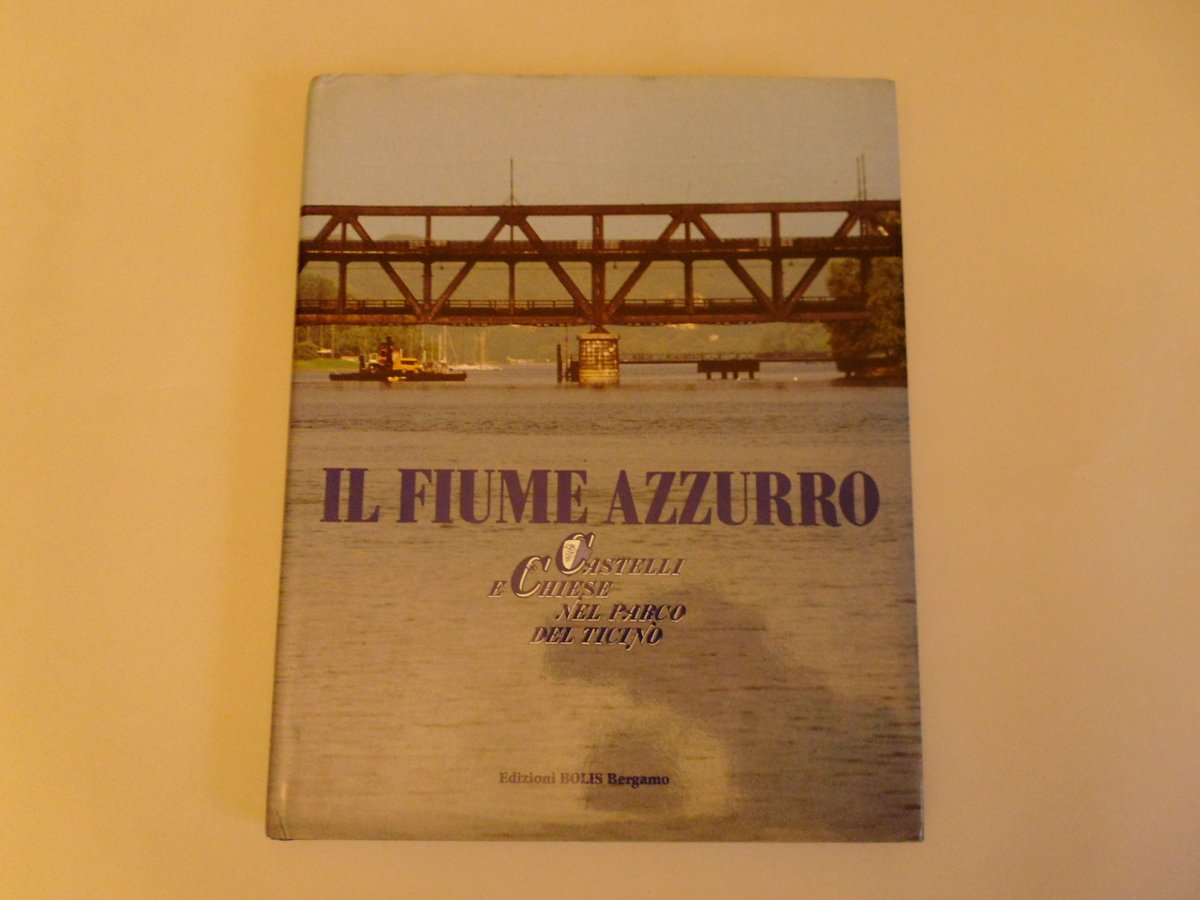 IL FIUME AZZURRO
CASTELLI
E CHIESE
NEL PARCO
DEL TICINO
Edizioni BOLIS Bergamo